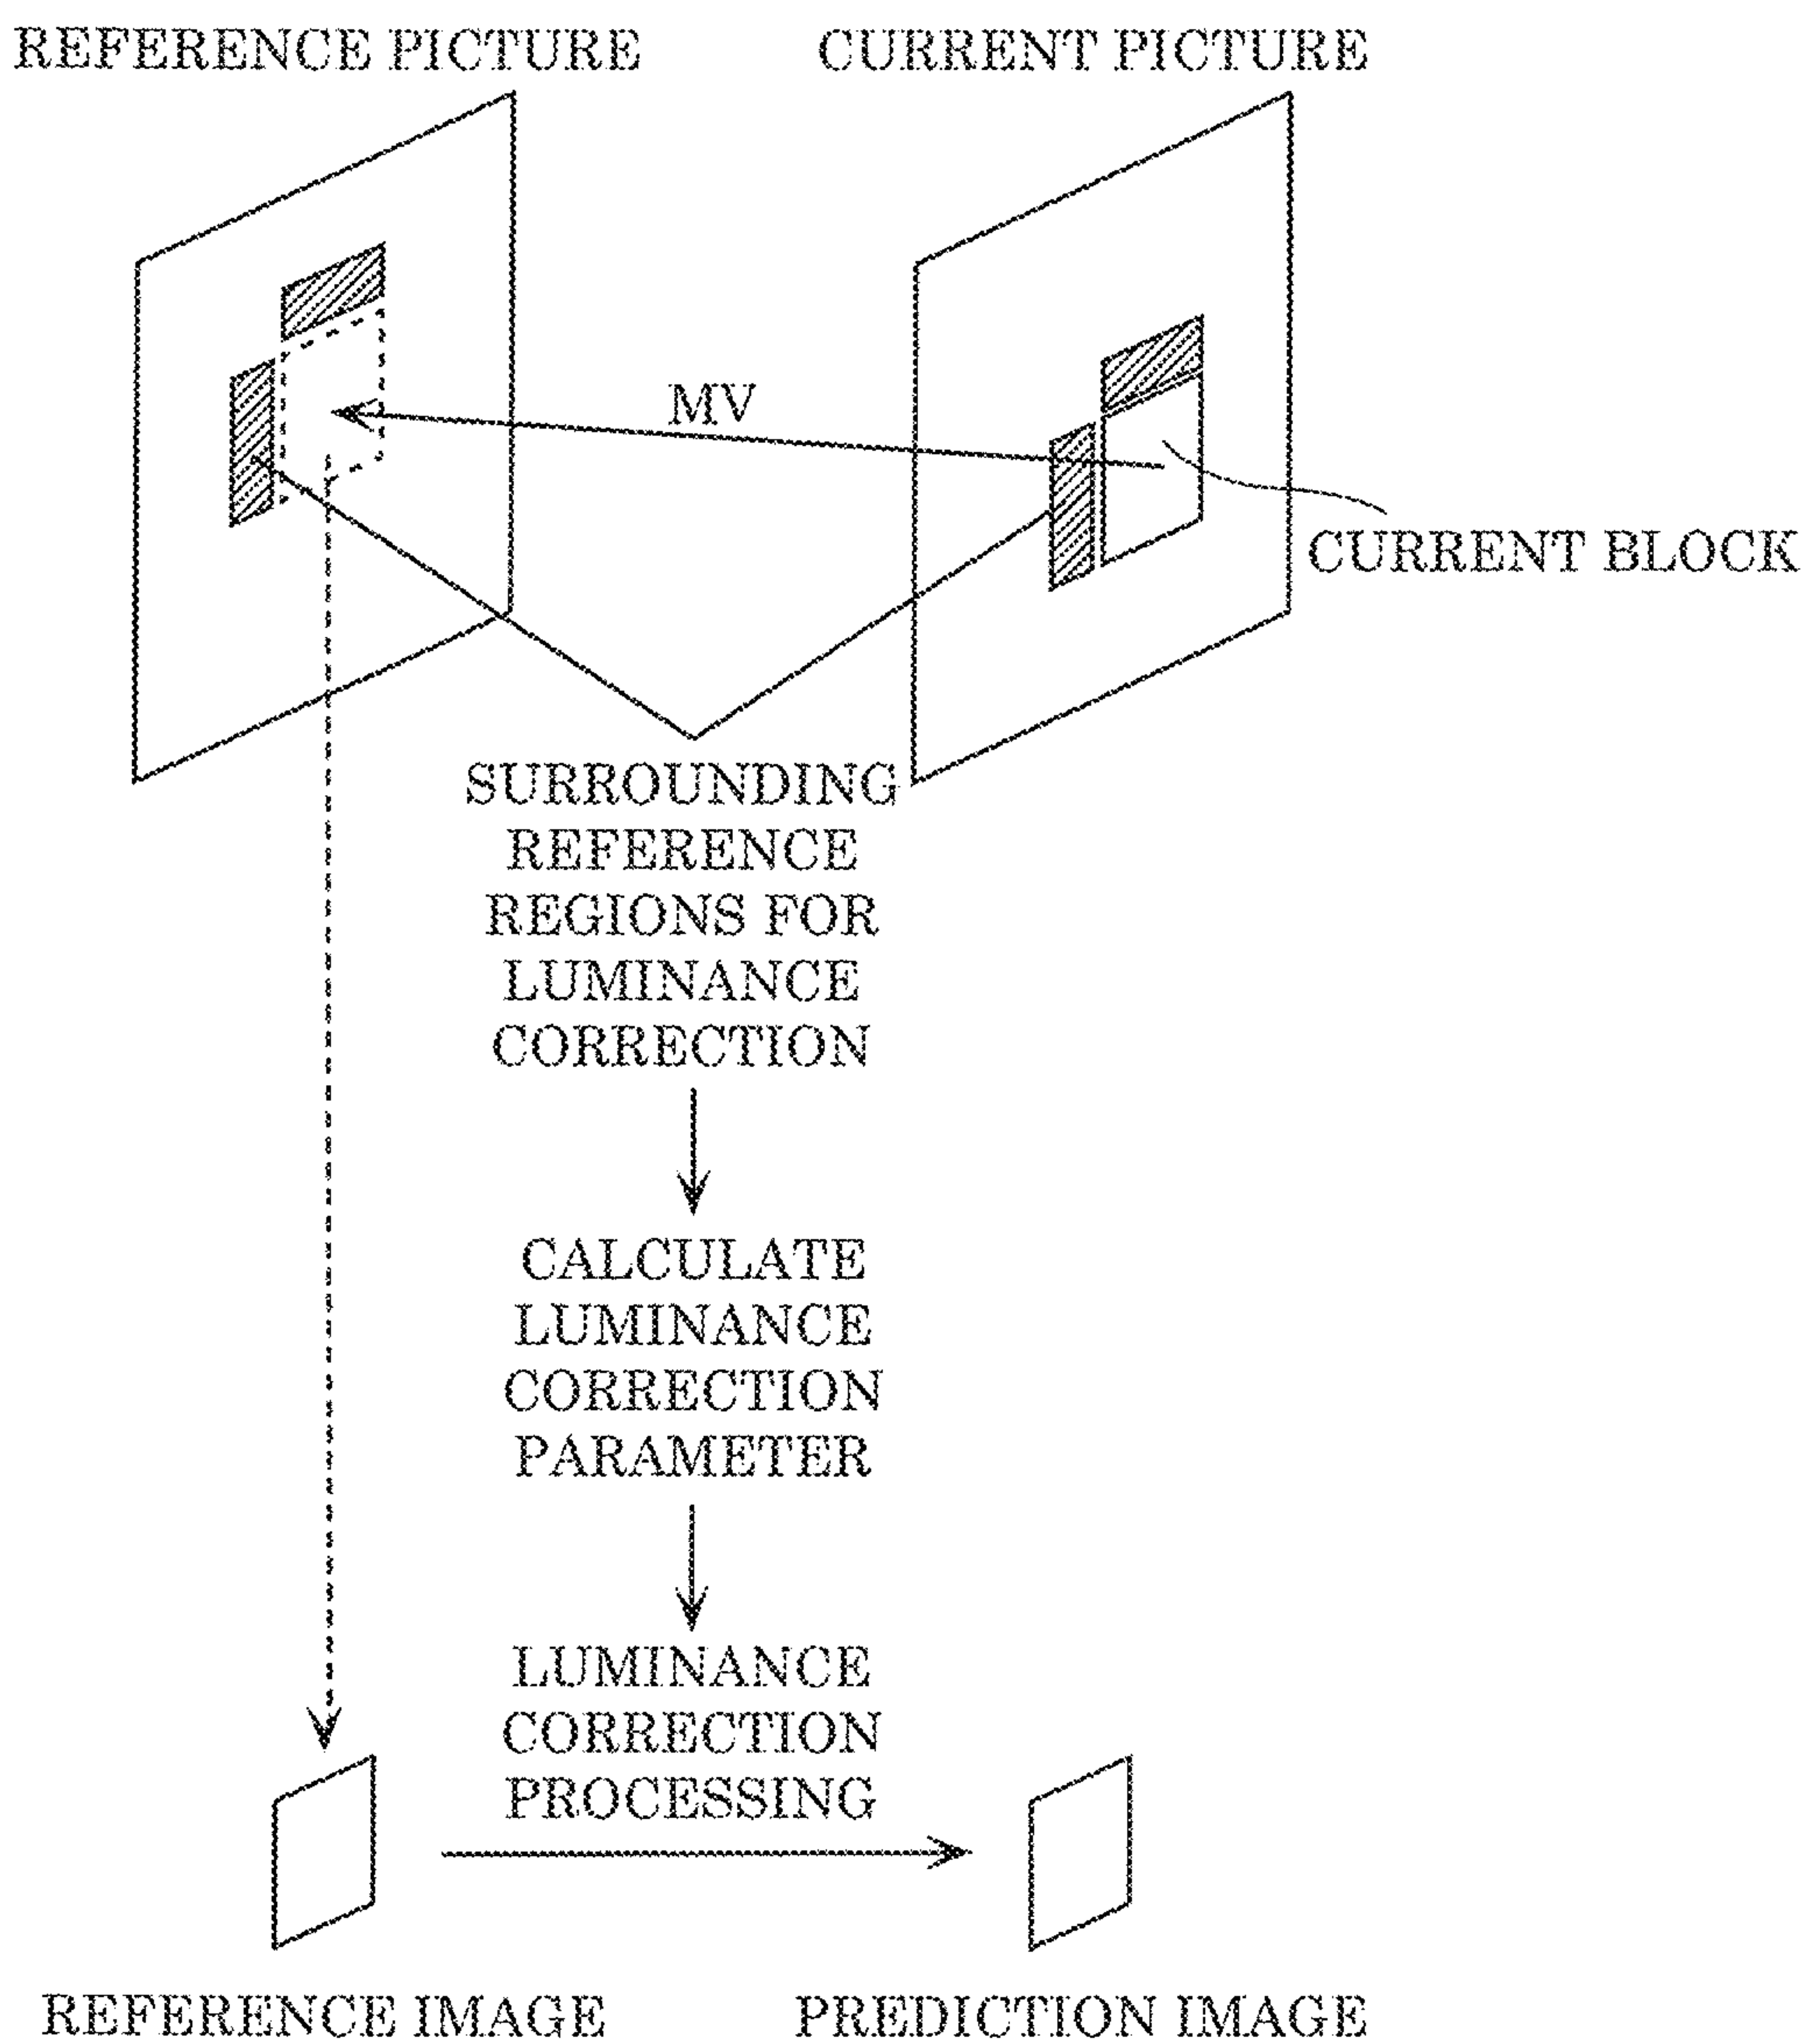 REFERENCE PICTURE
CURRENT PICTURE
MV
CURRENT BLOCK
SURROUNDING
REFERENCE
REGIONS FOR
LUMINANCE
CORRECTION
CALCULATE
LUMINANCE
CORRECTION
PARAMETER
LUMINANCE
CORRECTION
PROCESSING
REFERENCE IMAGE
PREDICTION IMAGE